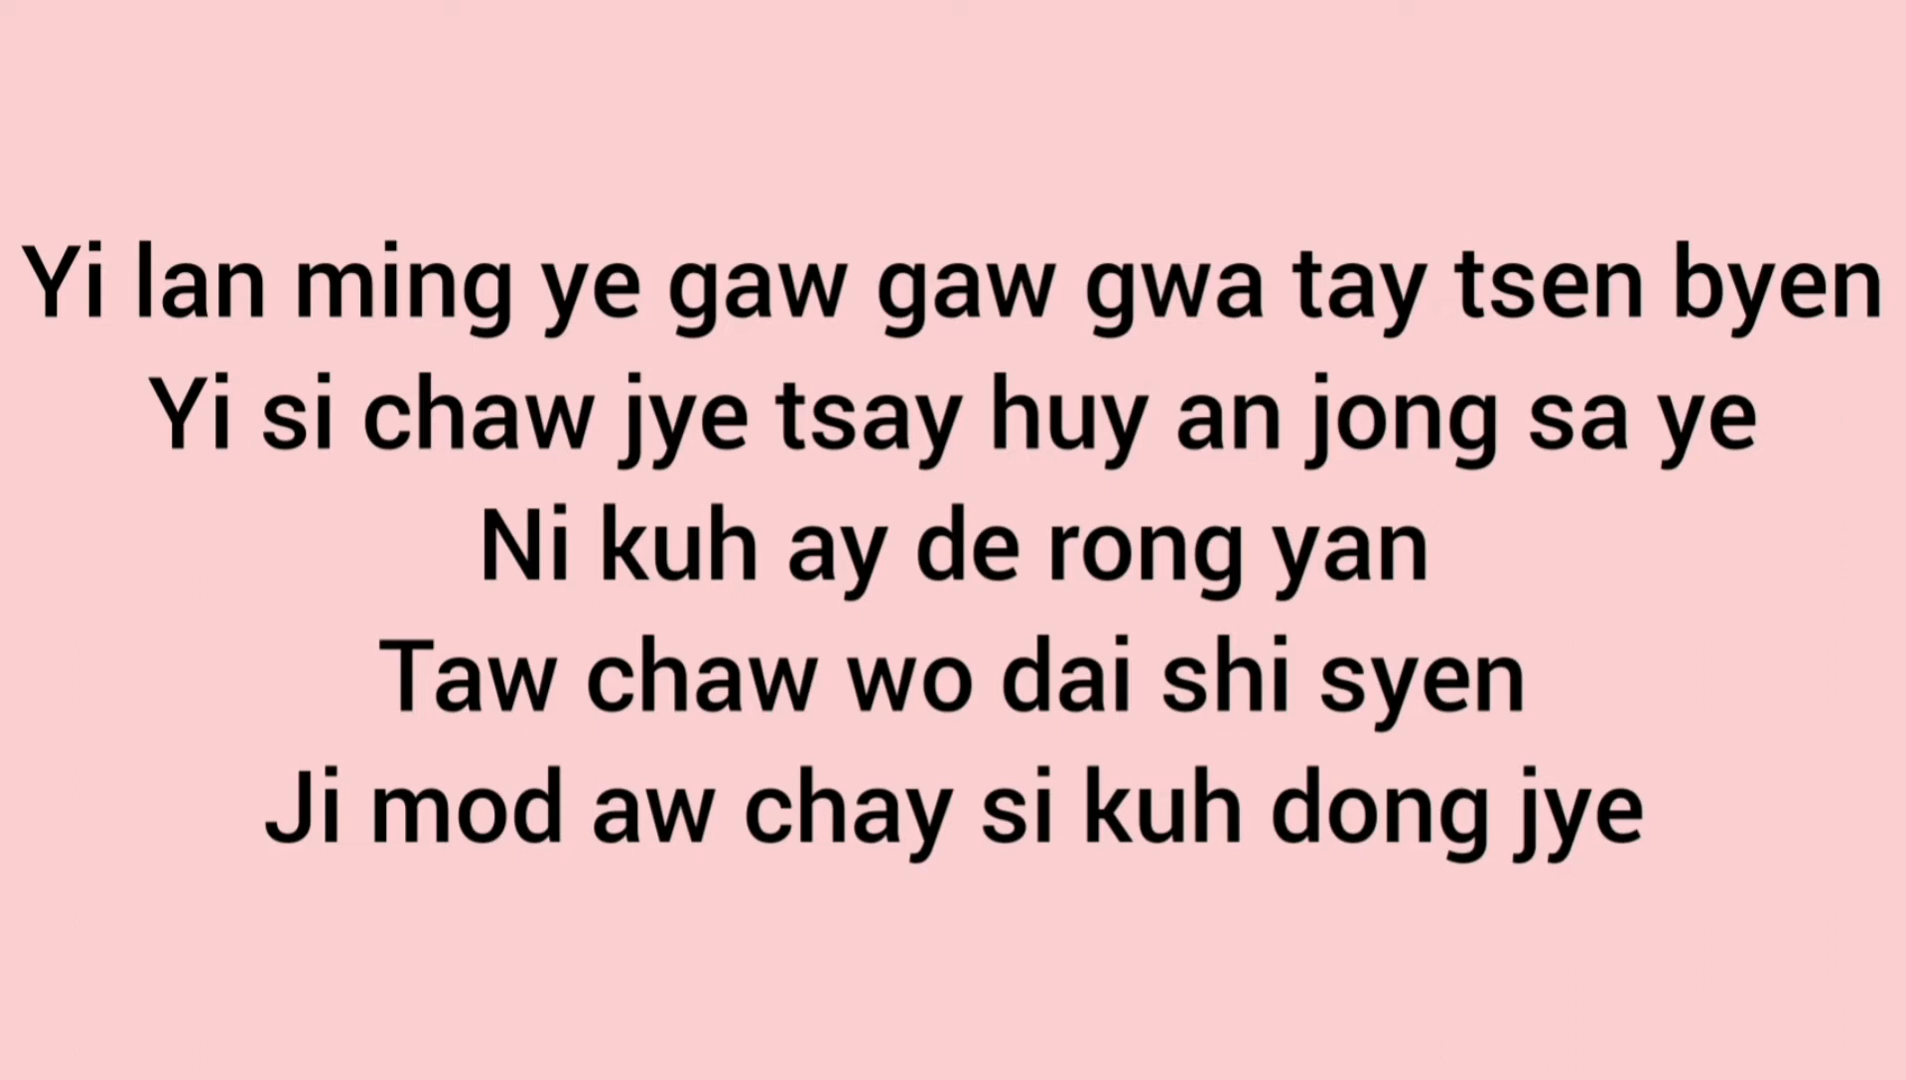 Yi lan ming ye gaw gaw gwa tay tsen byen
Yi si chaw jye tsay huy an jong sa ye
Ni kuh ay de rong yan
Taw chaw wo dai shi syen
Ji mod aw chay si kuh dong jye